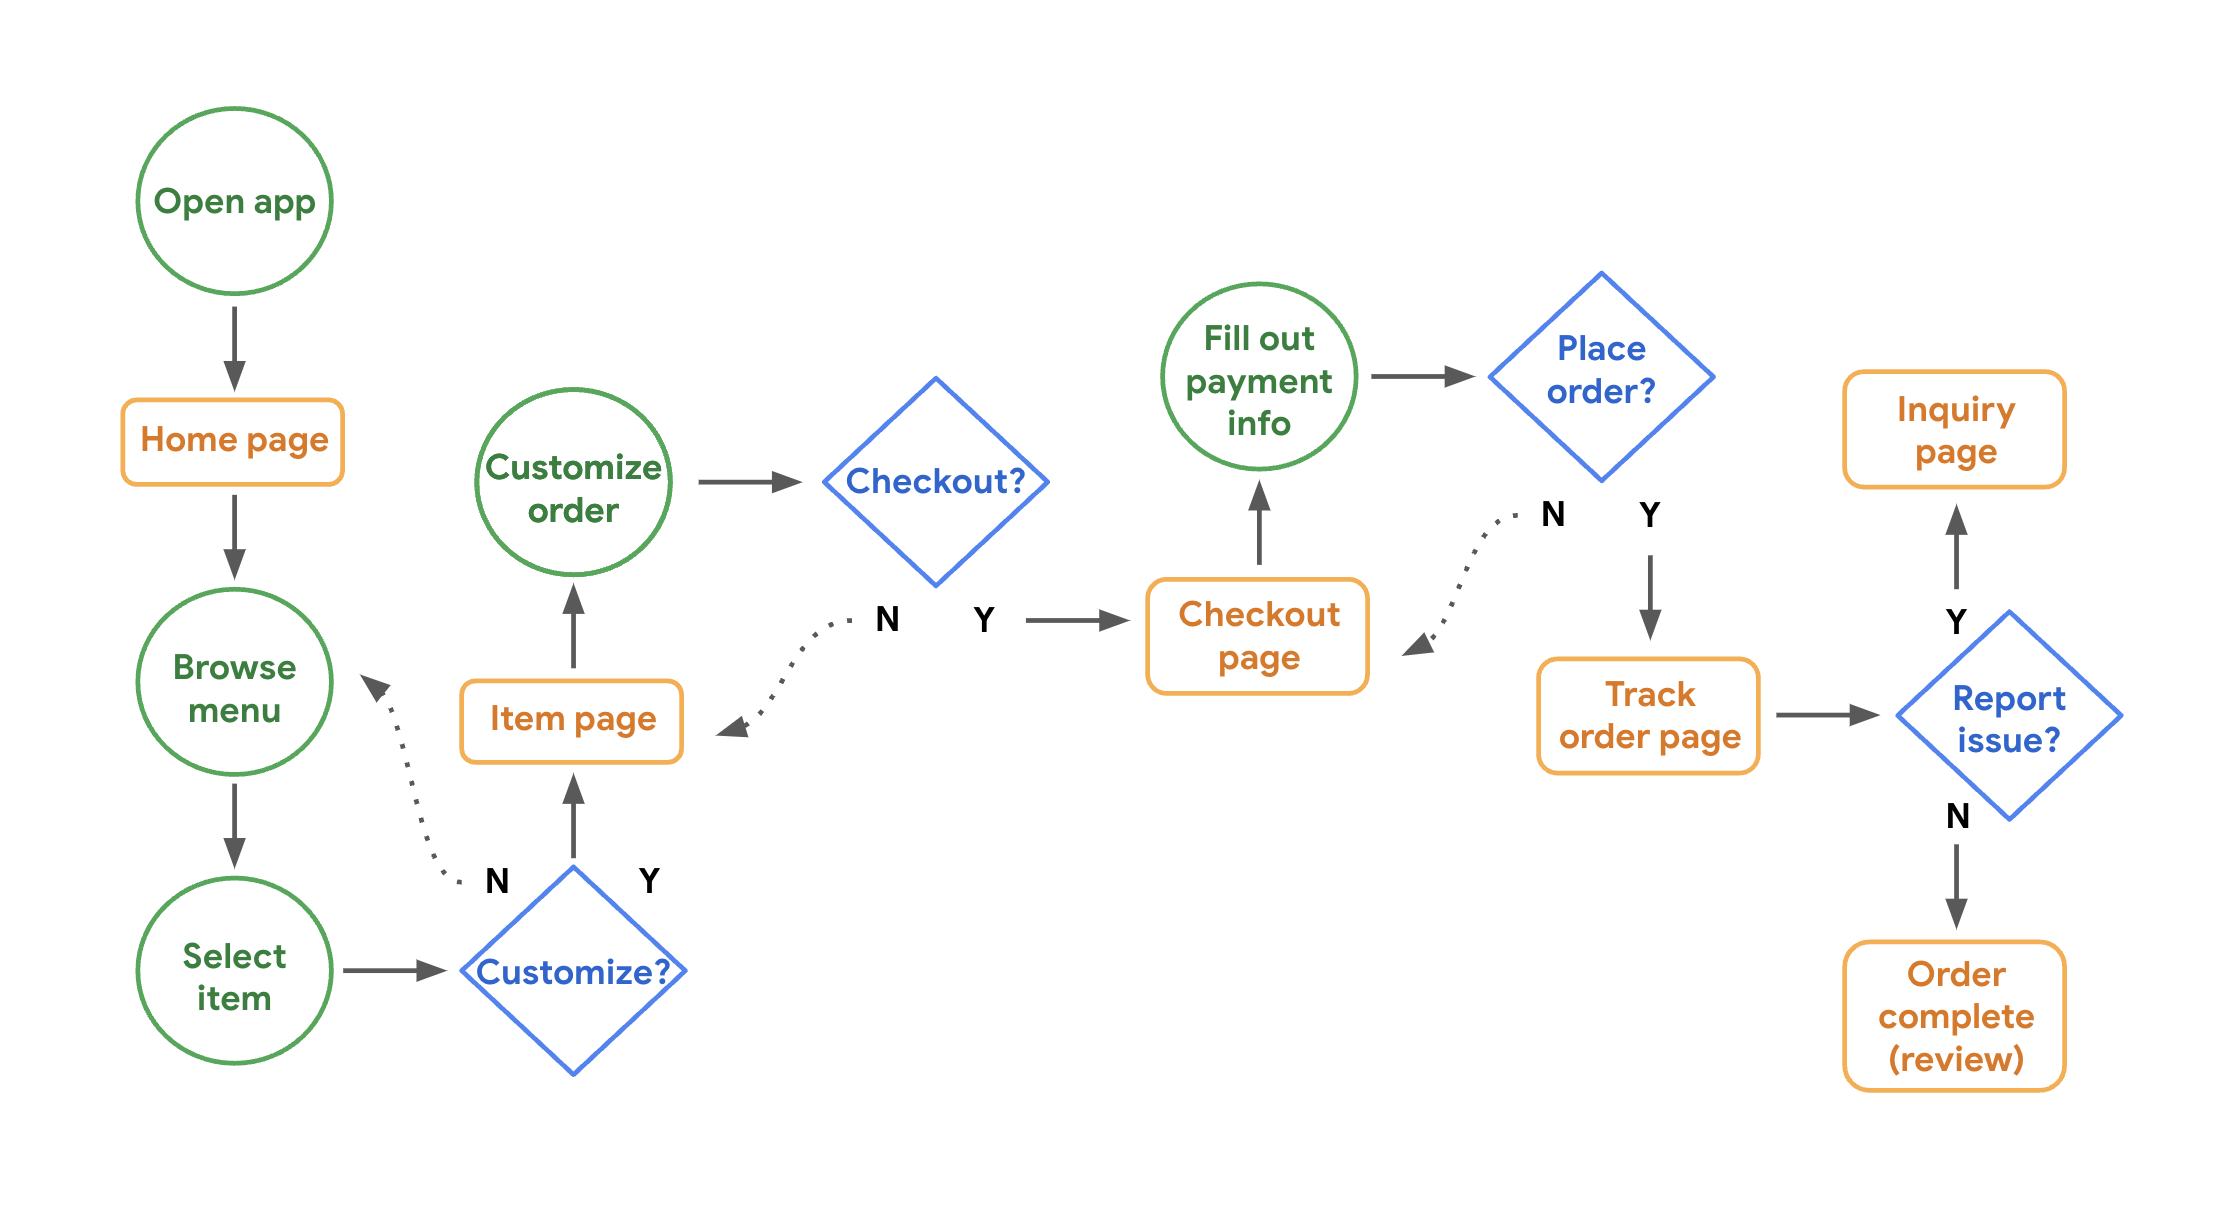 Open app
Home page
Browse
menu
Select
item
Customize?
N
Y
Item page
Customize
order
Checkout?
N
Y
Checkout
page
Fill out
payment
info
Place
order?
N
Y
Track
order page
Report
issue?
Y
Inquiry
page
N
Order
complete
(review)